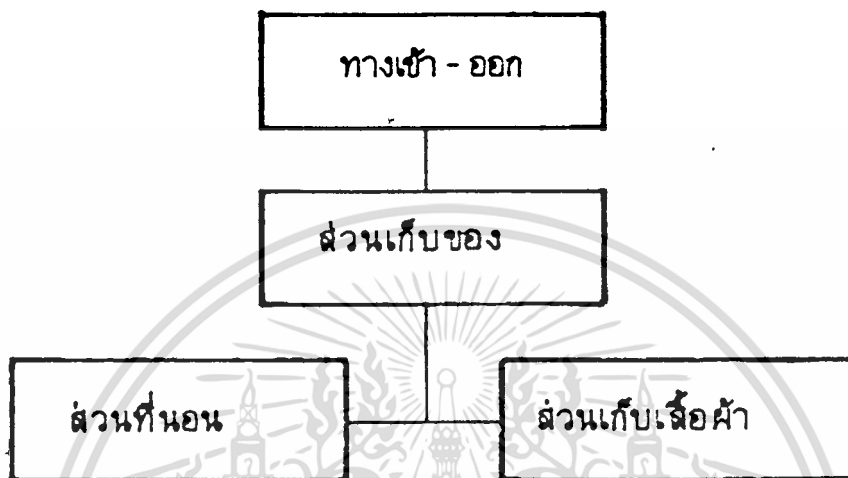 ทางเข้า - ออก
ส่วนเก็บของ
ส่วนที่นอน
ส่วนเก็บเสื้อผ้า